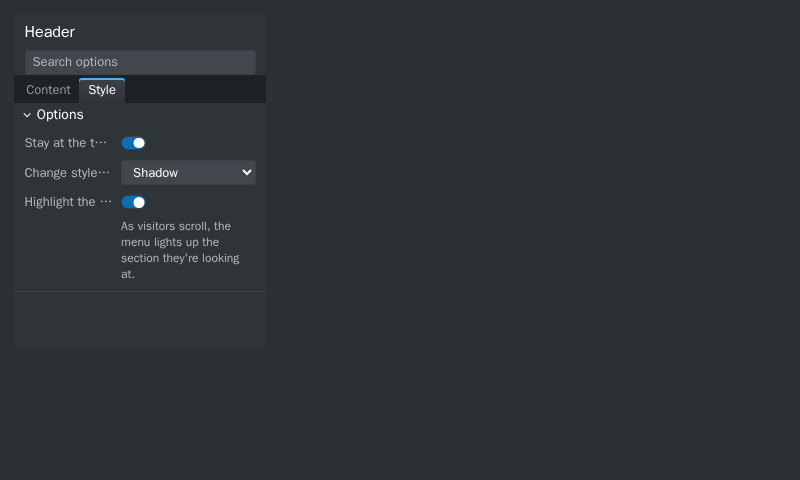 Header
Search options
Content Style
Options
Stay at the t···
Change style··· Shadow
Highlight the ···
As visitors scroll, the
menu lights up the
section they're looking
at.